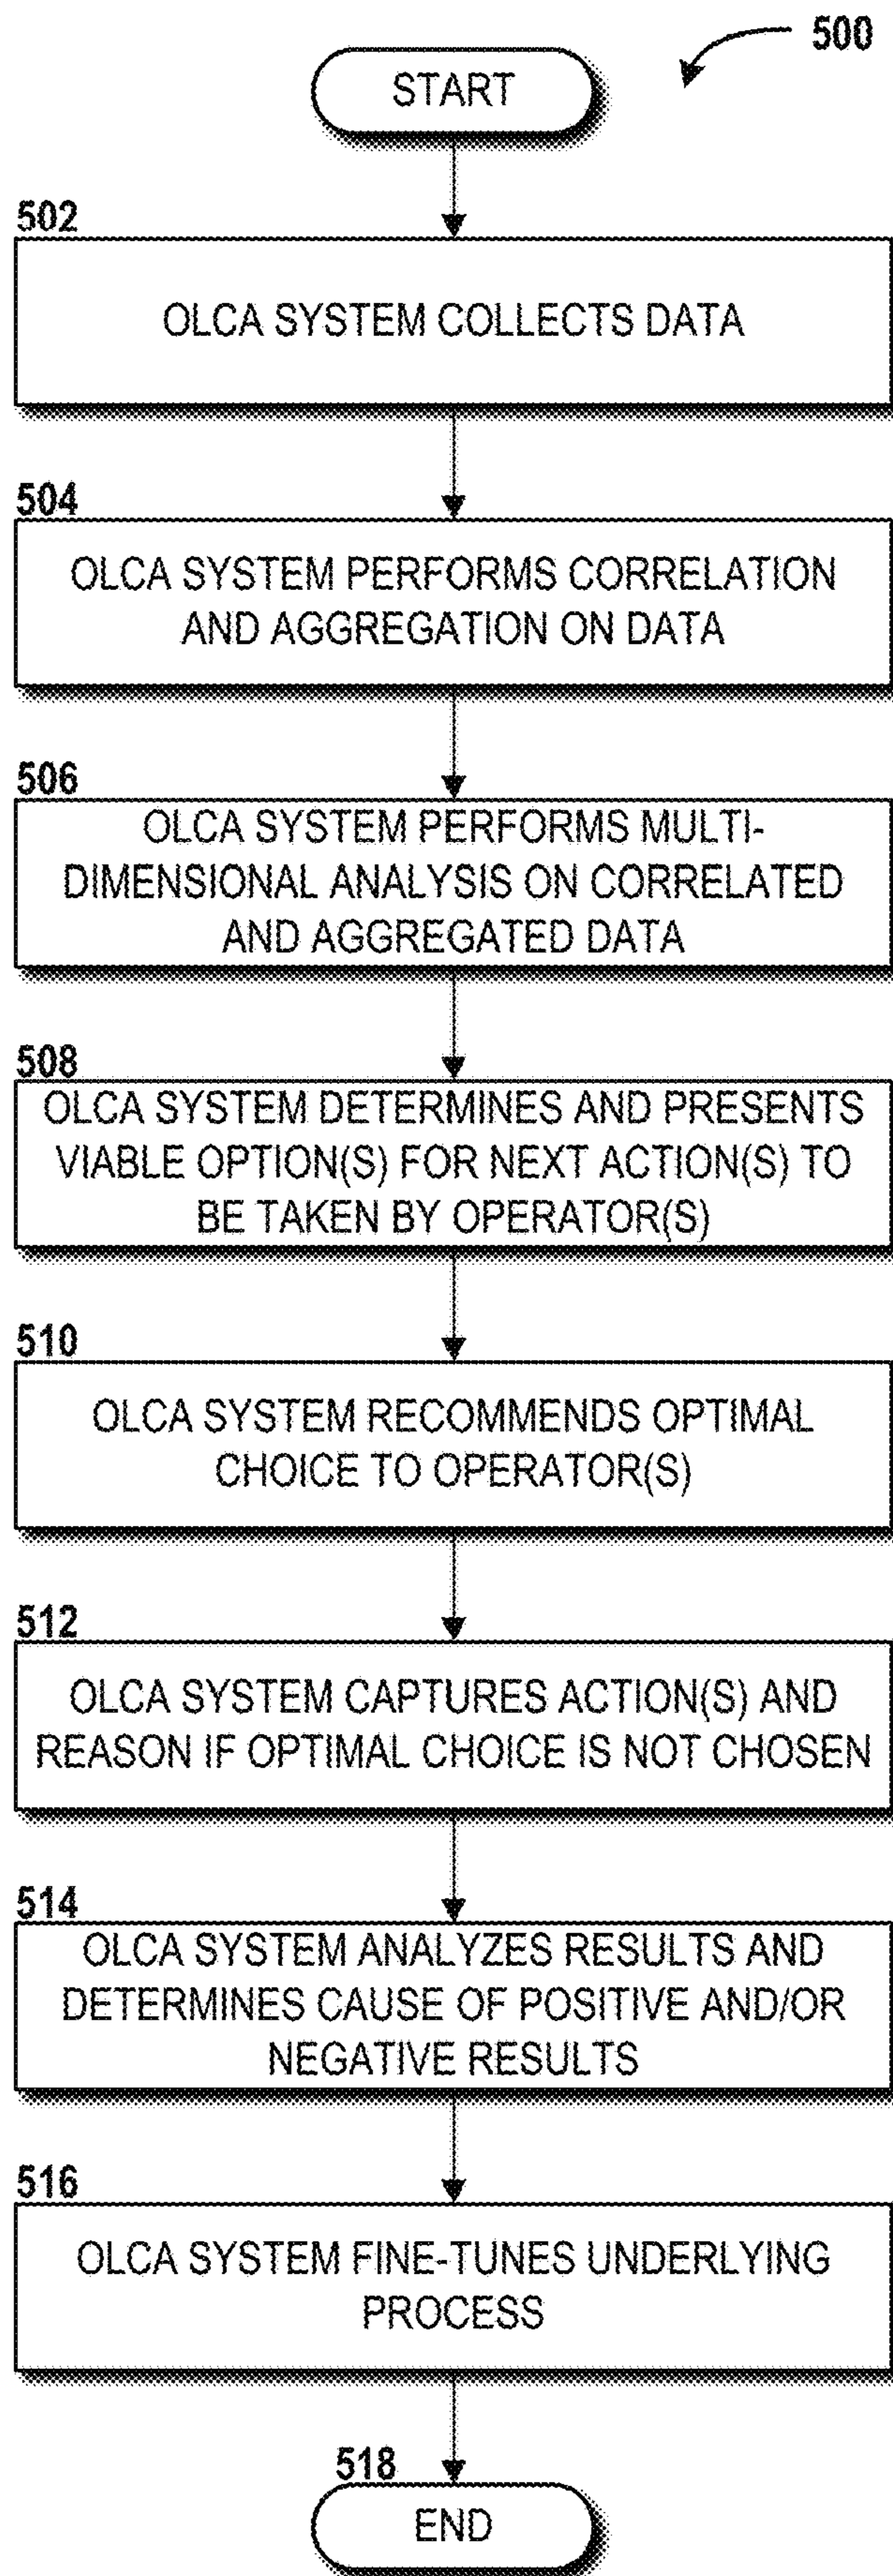 500
START
502
OLCA SYSTEM COLLECTS DATA
504
OLCA SYSTEM PERFORMS CORRELATION
AND AGGREGATION ON DATA
506
OLCA SYSTEM PERFORMS MULTI-
DIMENSIONAL ANALYSIS ON CORRELATED
AND AGGREGATED DATA
508
OLCA SYSTEM DETERMINES AND PRESENTS
VIABLE OPTION(S) FOR NEXT ACTION(S) TO
BE TAKEN BY OPERATOR(S)
510
OLCA SYSTEM RECOMMENDS OPTIMAL
CHOICE TO OPERATOR(S)
512
OLCA SYSTEM CAPTURES ACTION(S) AND
REASON IF OPTIMAL CHOICE IS NOT CHOSEN
514
OLCA SYSTEM ANALYZES RESULTS AND
DETERMINES CAUSE OF POSITIVE AND/OR
NEGATIVE RESULTS
516
OLCA SYSTEM FINE-TUNES UNDERLYING
PROCESS
518
END